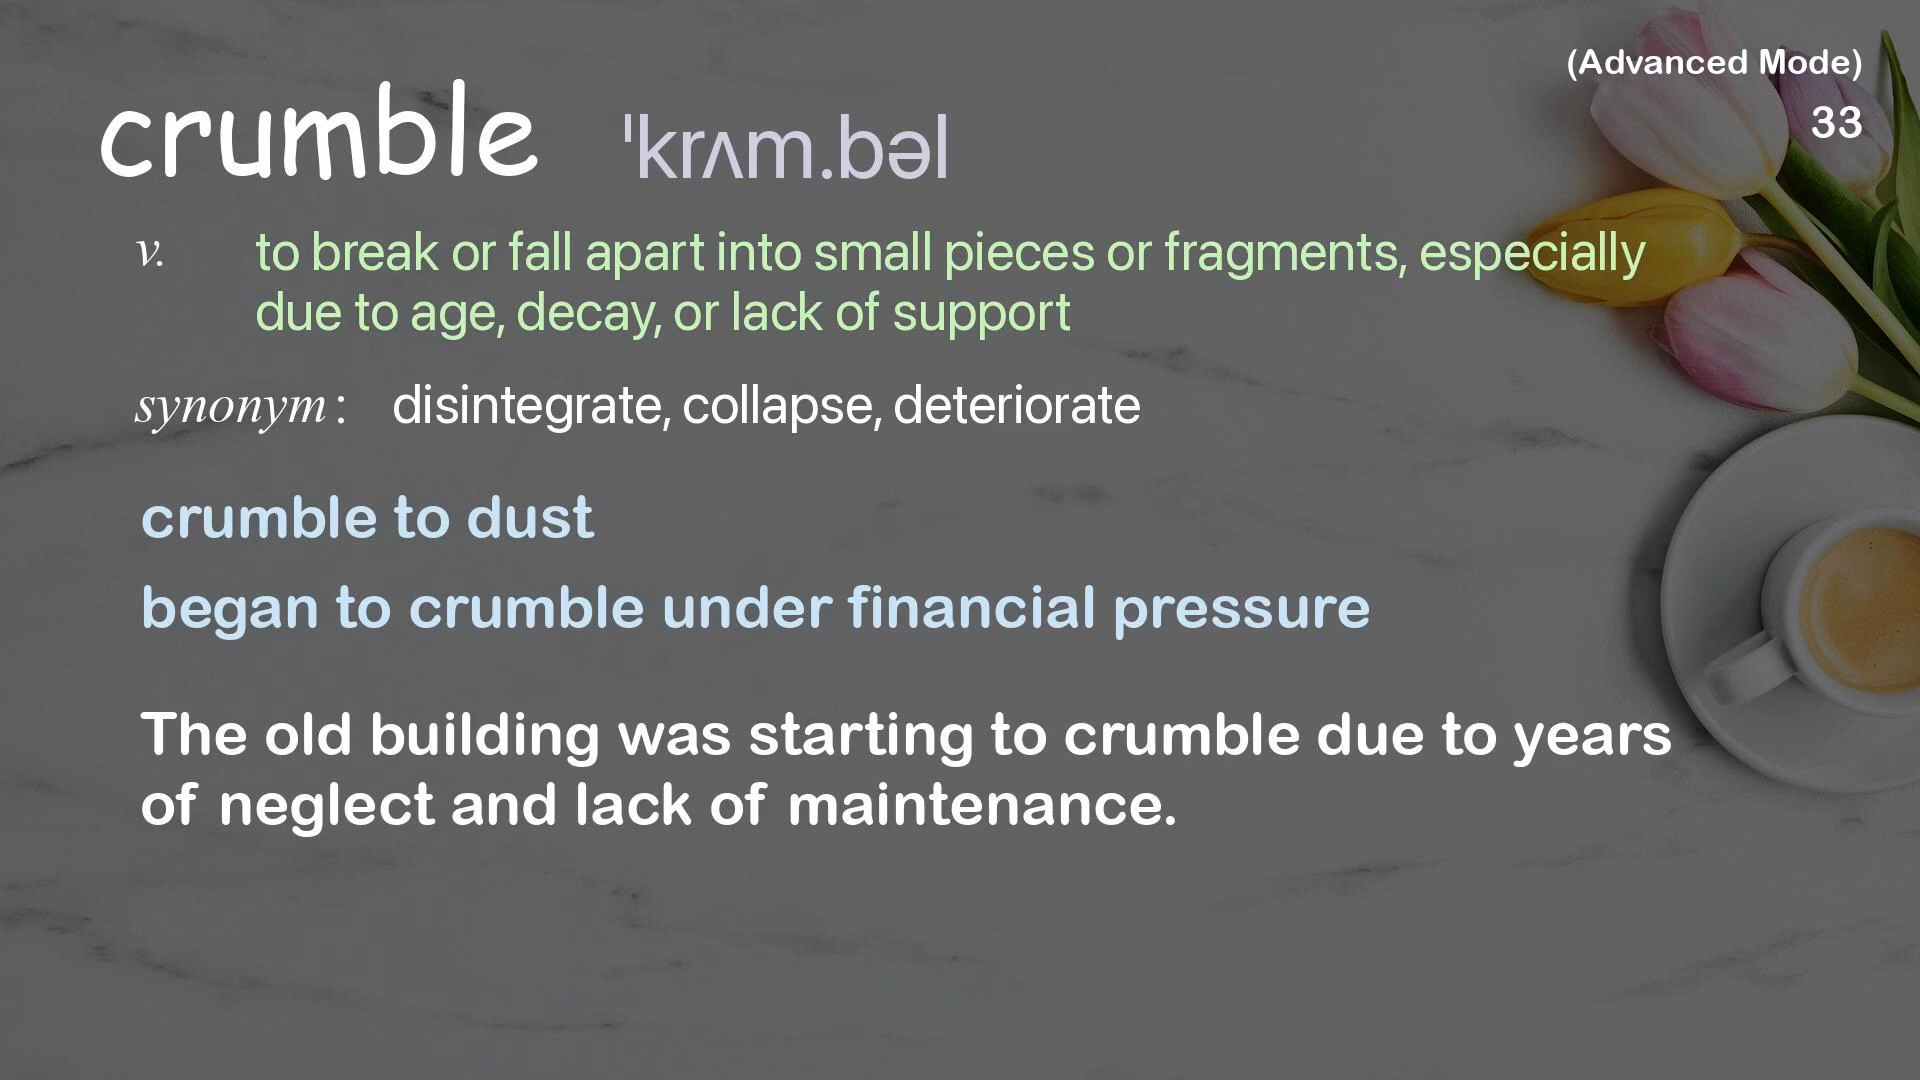 (Advanced Mode)
33
crumble ˈkrʌm.bəl
v. to break or fall apart into small pieces or fragments, especially
due to age, decay, or lack of support
synonym: disintegrate, collapse, deteriorate
crumble to dust
began to crumble under financial pressure
The old building was starting to crumble due to years
of neglect and lack of maintenance.